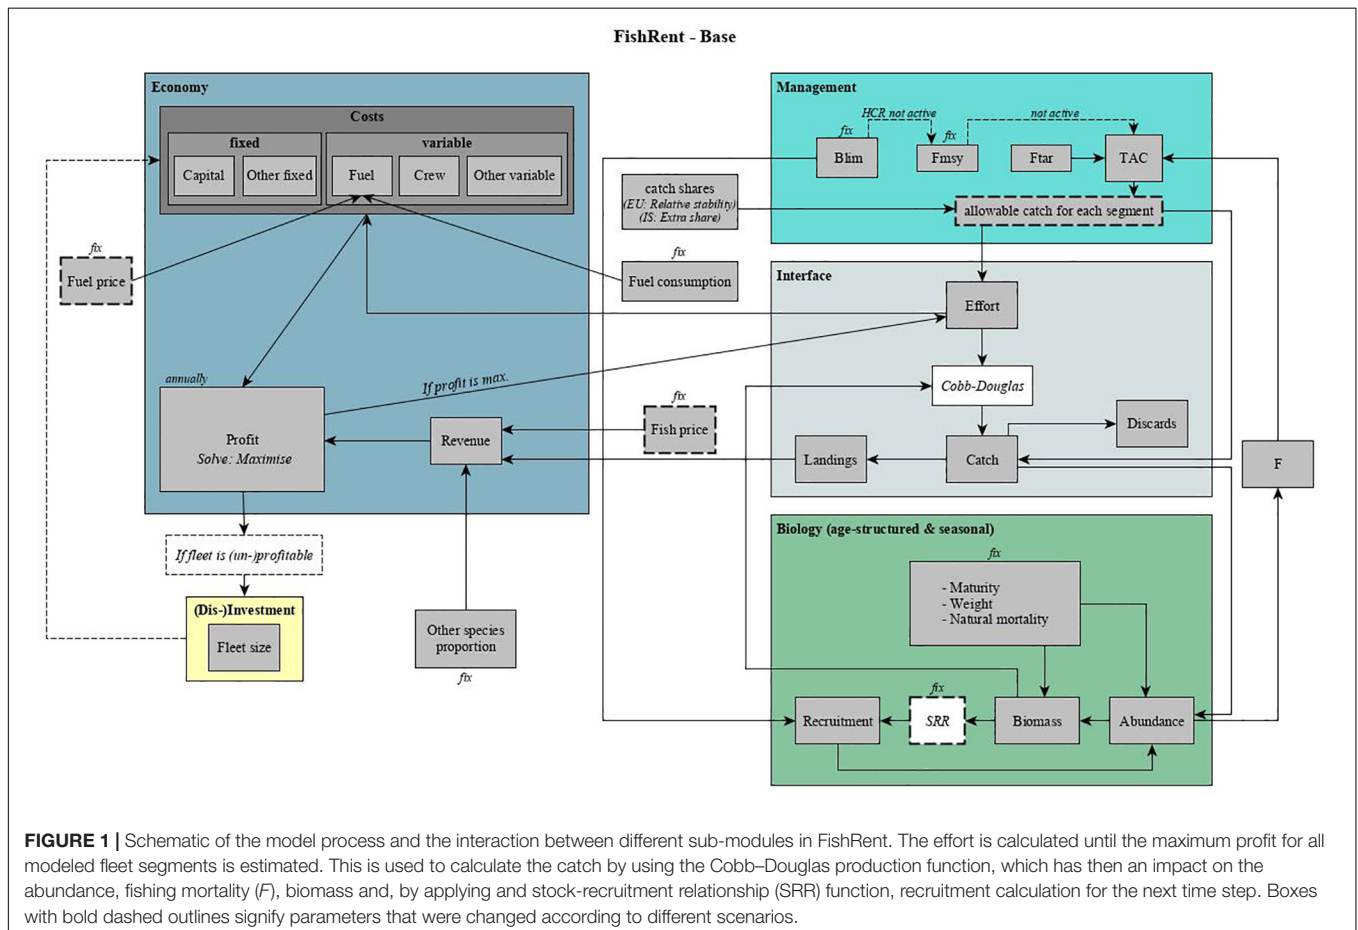 FishRent - Base
Economy
Costs
fixed
variable
Capital
Other fixed
Fuel
Crew
Other variable
fix
Fuel price
annually
Profit
Solve: Maximise
If profit is max.
Revenue
If fleet is (un-)profitable
(Dis-)Investment
Fleet size
Other species
proportion
fix
catch shares
(EU: Relative stability)
(IS: Extra share)
fix
Fuel consumption
fix
Fish price
Management
HCR not active
not active
fix
Blim
fix
Fmsy
Ftar
TAC
allowable catch for each segment
Interface
Effort
Cobb-Douglas
Discards
Landings
Catch
F
Biology (age-structured & seasonal)
fix
- Maturity
- Weight
- Natural mortality
Recruitment
fix
SRR
Biomass
Abundance
FIGURE 1 | Schematic of the model process and the interaction between different sub-modules in FishRent. The effort is calculated until the maximum profit for all
modeled fleet segments is estimated. This is used to calculate the catch by using the Cobb–Douglas production function, which has then an impact on the
abundance, fishing mortality (F), biomass and, by applying and stock-recruitment relationship (SRR) function, recruitment calculation for the next time step. Boxes
with bold dashed outlines signify parameters that were changed according to different scenarios.